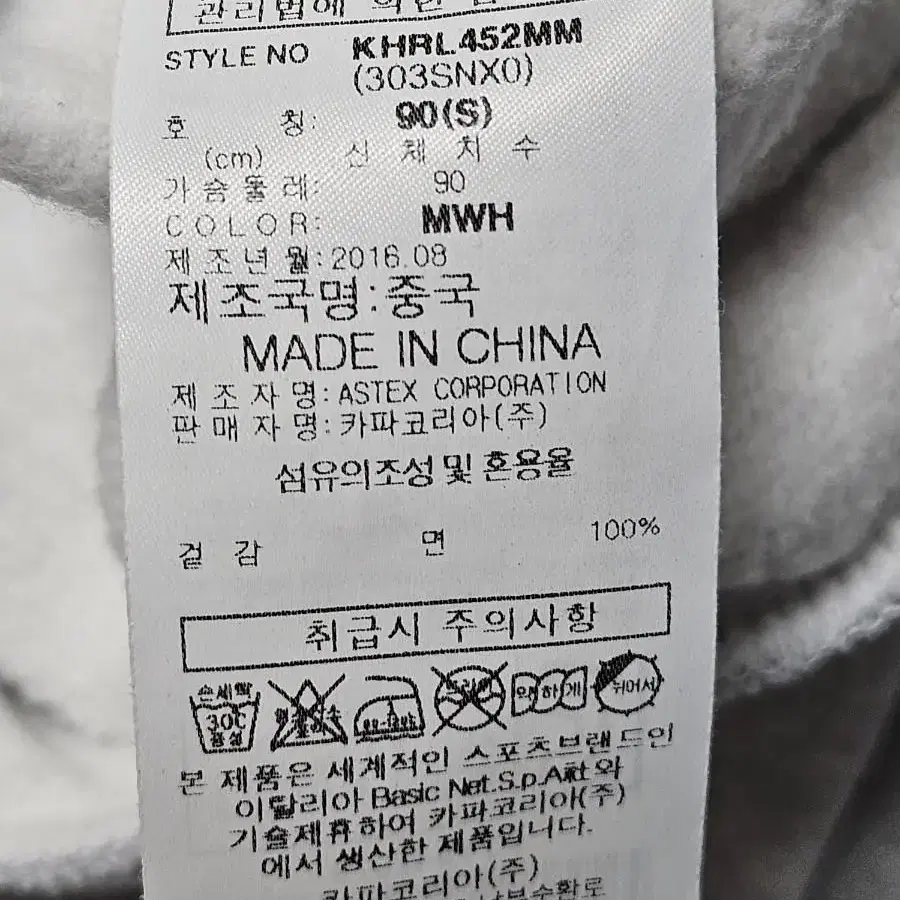 관리법에 의한
STYLE NO KHRL452MM
(303SNX0)
호 칭: 90(S)
(cm) 신 체 치 수
가 슴 둘 레: 90
COLOR: MWH
제 조 년 월: 2016.08
제조국명:중국
MADE IN CHINA
제 조 자 명: ASTEX CORPORATION
판 매 자 명: 카파코리아(주)
섬유의조성 및 혼용율
겉 감 면 100%
취급시 주의사항
손세탁 약하게 뉘어서
30℃
중성
본 제품은 세계적인 스포츠브랜드인
이탈리아 Basic Net.S.p.A社 와
기술제휴하여 카파코리아(주)
에서 생산한 제품입니다.
카파코리아(주)